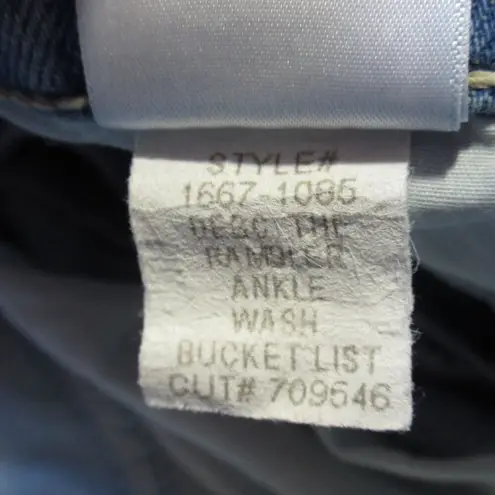 STYLE#
1667-1085
DESC THE
RAMBLER
ANKLE
WASH
BUCKET LIST
CUT# 709546